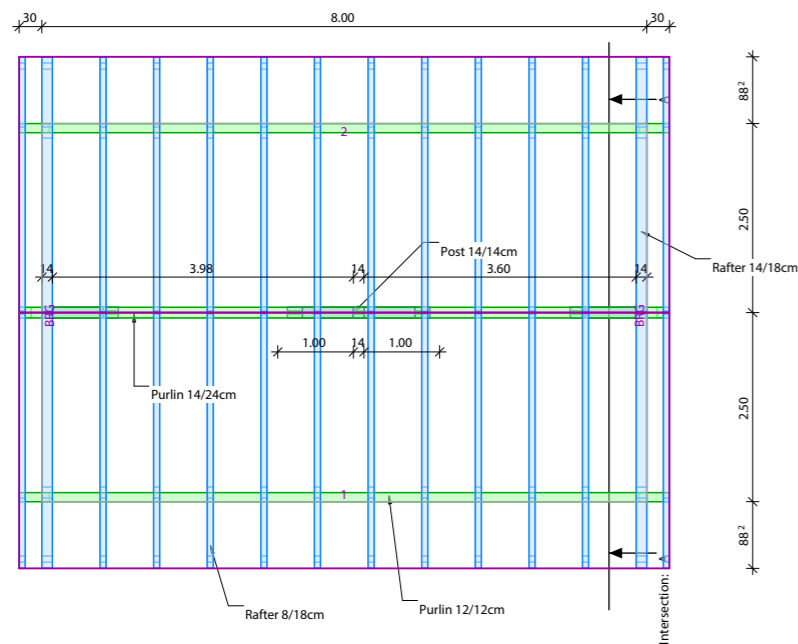 30 8.00 30
88²
A
2
2.50
14 3.98 14 3.60 14
Post 14/14cm
Rafter 14/18cm
BRG BRG
1.00 14 1.00
Purlin 14/24cm
2.50
1
88²
A
Intersection:
Rafter 8/18cm
Purlin 12/12cm